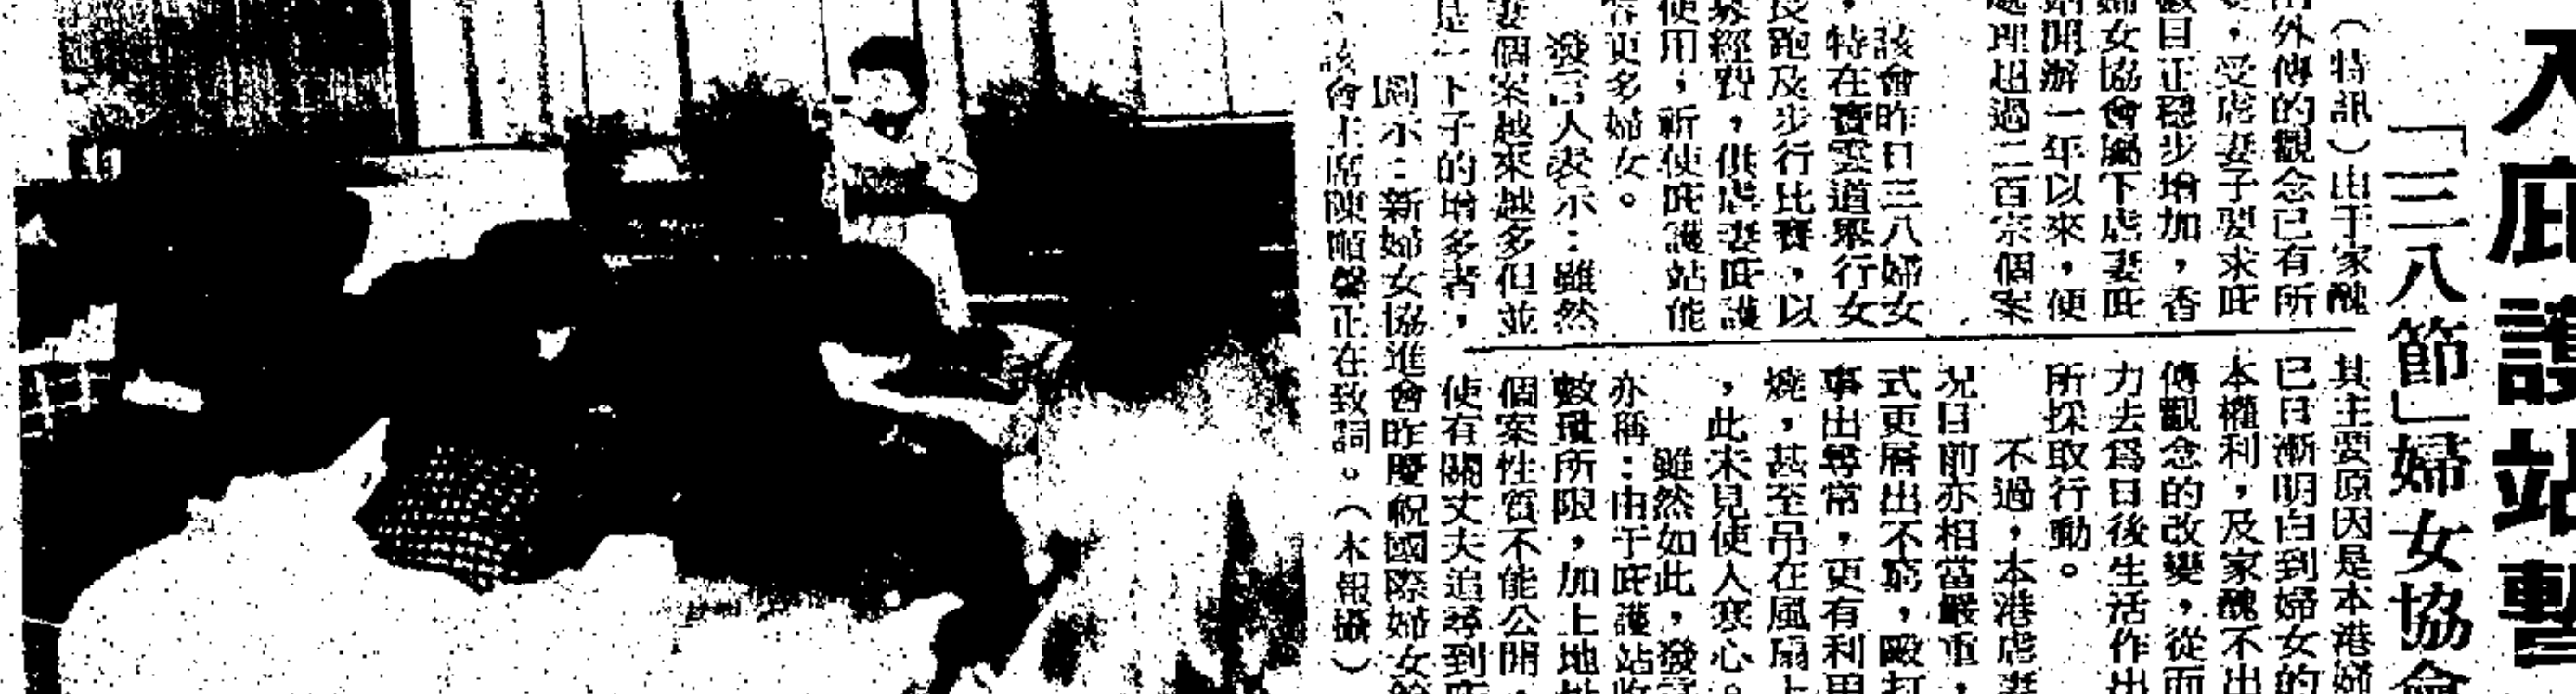 入庇護站暫
「三八節」婦女協會
（特訊）由于家醜
外傳的觀念已有所
，受虐妻子要求庇
數目正穩步增加，香
婦女協會屬下虐妻庇
開辦一年以來，便
處理超過二百宗個案
該會昨日三八婦女
，特在寶雲道舉行女
長跑及步行比賽，以
聚經費，供虐妻庇護
使用，祈使庇護站能
容更多婦女。
發言人表示：雖然
妻個案越來越多但並
是一下子的增多者，
其主要原因是本港婦
已日漸明白到婦女的
本權利，及家醜不出
傳觀念的改變，從而
力去爲日後生活作出
所採取行動。
不過，本港虐妻
況目前亦相當嚴重，
式更層出不窮，毆打
事出尋常，更有利用
燒，甚至吊在風扇上
，此未見使人寒心。
雖然如此，發言
亦稱：由于庇護站收
數量所限，加上地址
個案性質不能公開，
使有關丈夫追尋到庇
圖示：新婦女協進會昨慶祝國際婦女節
，該會主席陳順馨正在致詞。（本報攝）